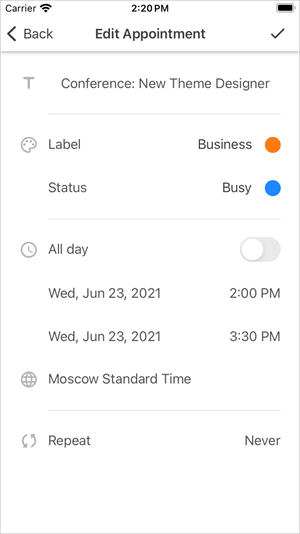 Carrier 2:20 PM
Back Edit Appointment
T Conference: New Theme Designer
Label Business
Status Busy
All day
Wed, Jun 23, 2021 2:00 PM
Wed, Jun 23, 2021 3:30 PM
Moscow Standard Time
Repeat Never